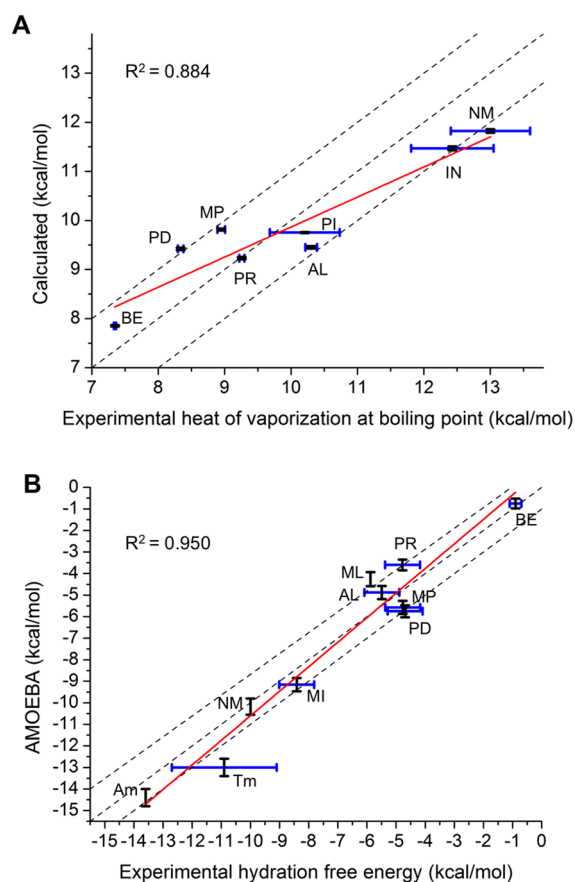 A
R² = 0.884
13
12
11
10
9
8
7
Calculated (kcal/mol)
NM
IN
MP
PI
PD
PR
AL
BE
7 8 9 10 11 12 13
Experimental heat of vaporization at boiling point (kcal/mol)
B
R² = 0.950
0
-1
-2
-3
-4
-5
-6
-7
-8
-9
-10
-11
-12
-13
-14
-15
AMOEBA (kcal/mol)
BE
PR
ML
AL
MP
PD
MI
NM
Tm
Am
-15 -14 -13 -12 -11 -10 -9 -8 -7 -6 -5 -4 -3 -2 -1 0
Experimental hydration free energy (kcal/mol)